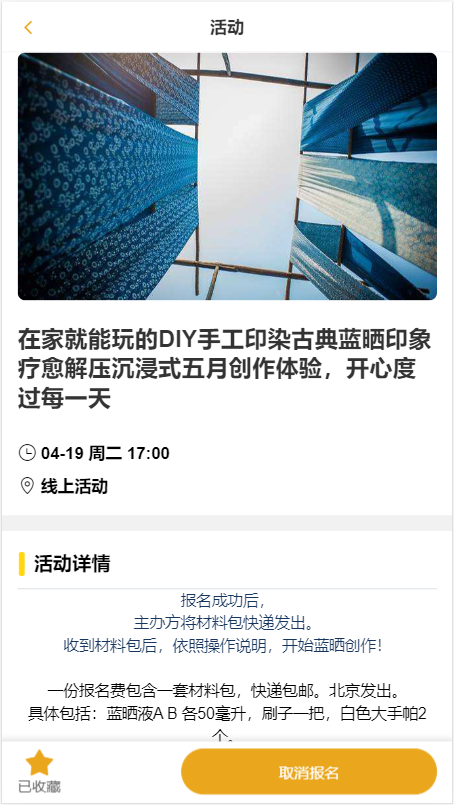 活动
在家就能玩的DIY手工印染古典蓝晒印象
疗愈解压沉浸式五月创作体验，开心度
过每一天
04-19 周二 17:00
线上活动
活动详情
报名成功后，
主办方将材料包快递发出。
收到材料包后，依照操作说明，开始蓝晒创作！
一份报名费包含一套材料包，快递包邮。北京发出。
具体包括：蓝晒液A B 各50毫升，刷子一把，白色大手帕2
个。
已收藏
取消报名